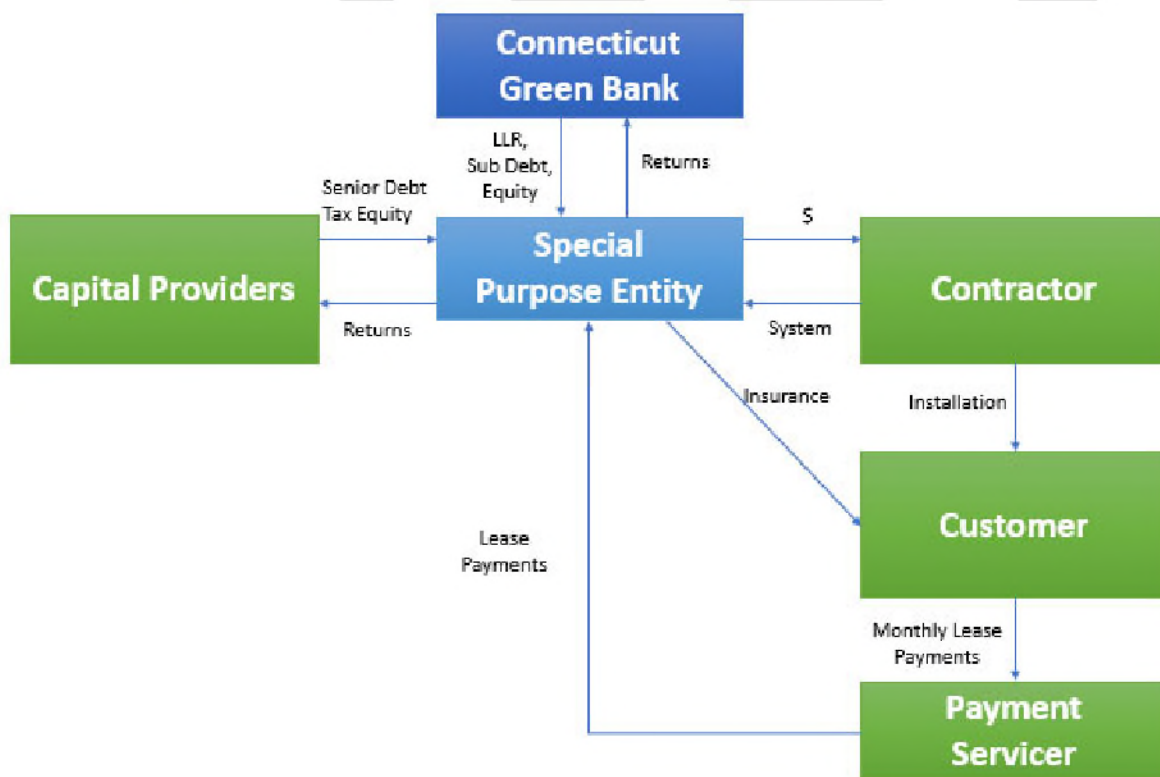 Connecticut
Green Bank
LLR,
Sub Debt,
Equity
Returns
Senior Debt
Tax Equity
$
Capital Providers
Special
Purpose Entity
Contractor
Returns
System
Insurance
Installation
Customer
Lease
Payments
Monthly Lease
Payments
Payment
Servicer